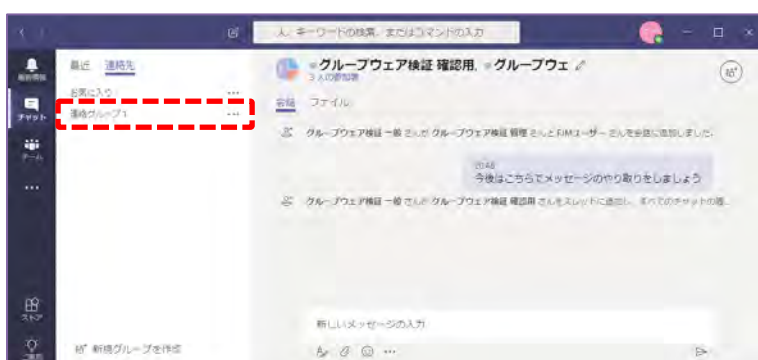 人、キーワードの検索、またはコマンドの入力
最近 連絡先
グループウェア検証 確認用, グループウェ
3人の参加者
お気に入り
会話 ファイル
連絡グループ1
チャット
グループウェア検証 一般 さんが グループウェア検証 管理 さんと FIMユーザー さんを会話に追加しました。
チーム
20:48
今後はこちらでメッセージのやり取りをしましょう
グループウェア検証 一般 さんが グループウェア検証 確認用 さんをスレッドに追加し、すべてのチャットの履...
ストア
新しいメッセージの入力
新規グループを作成